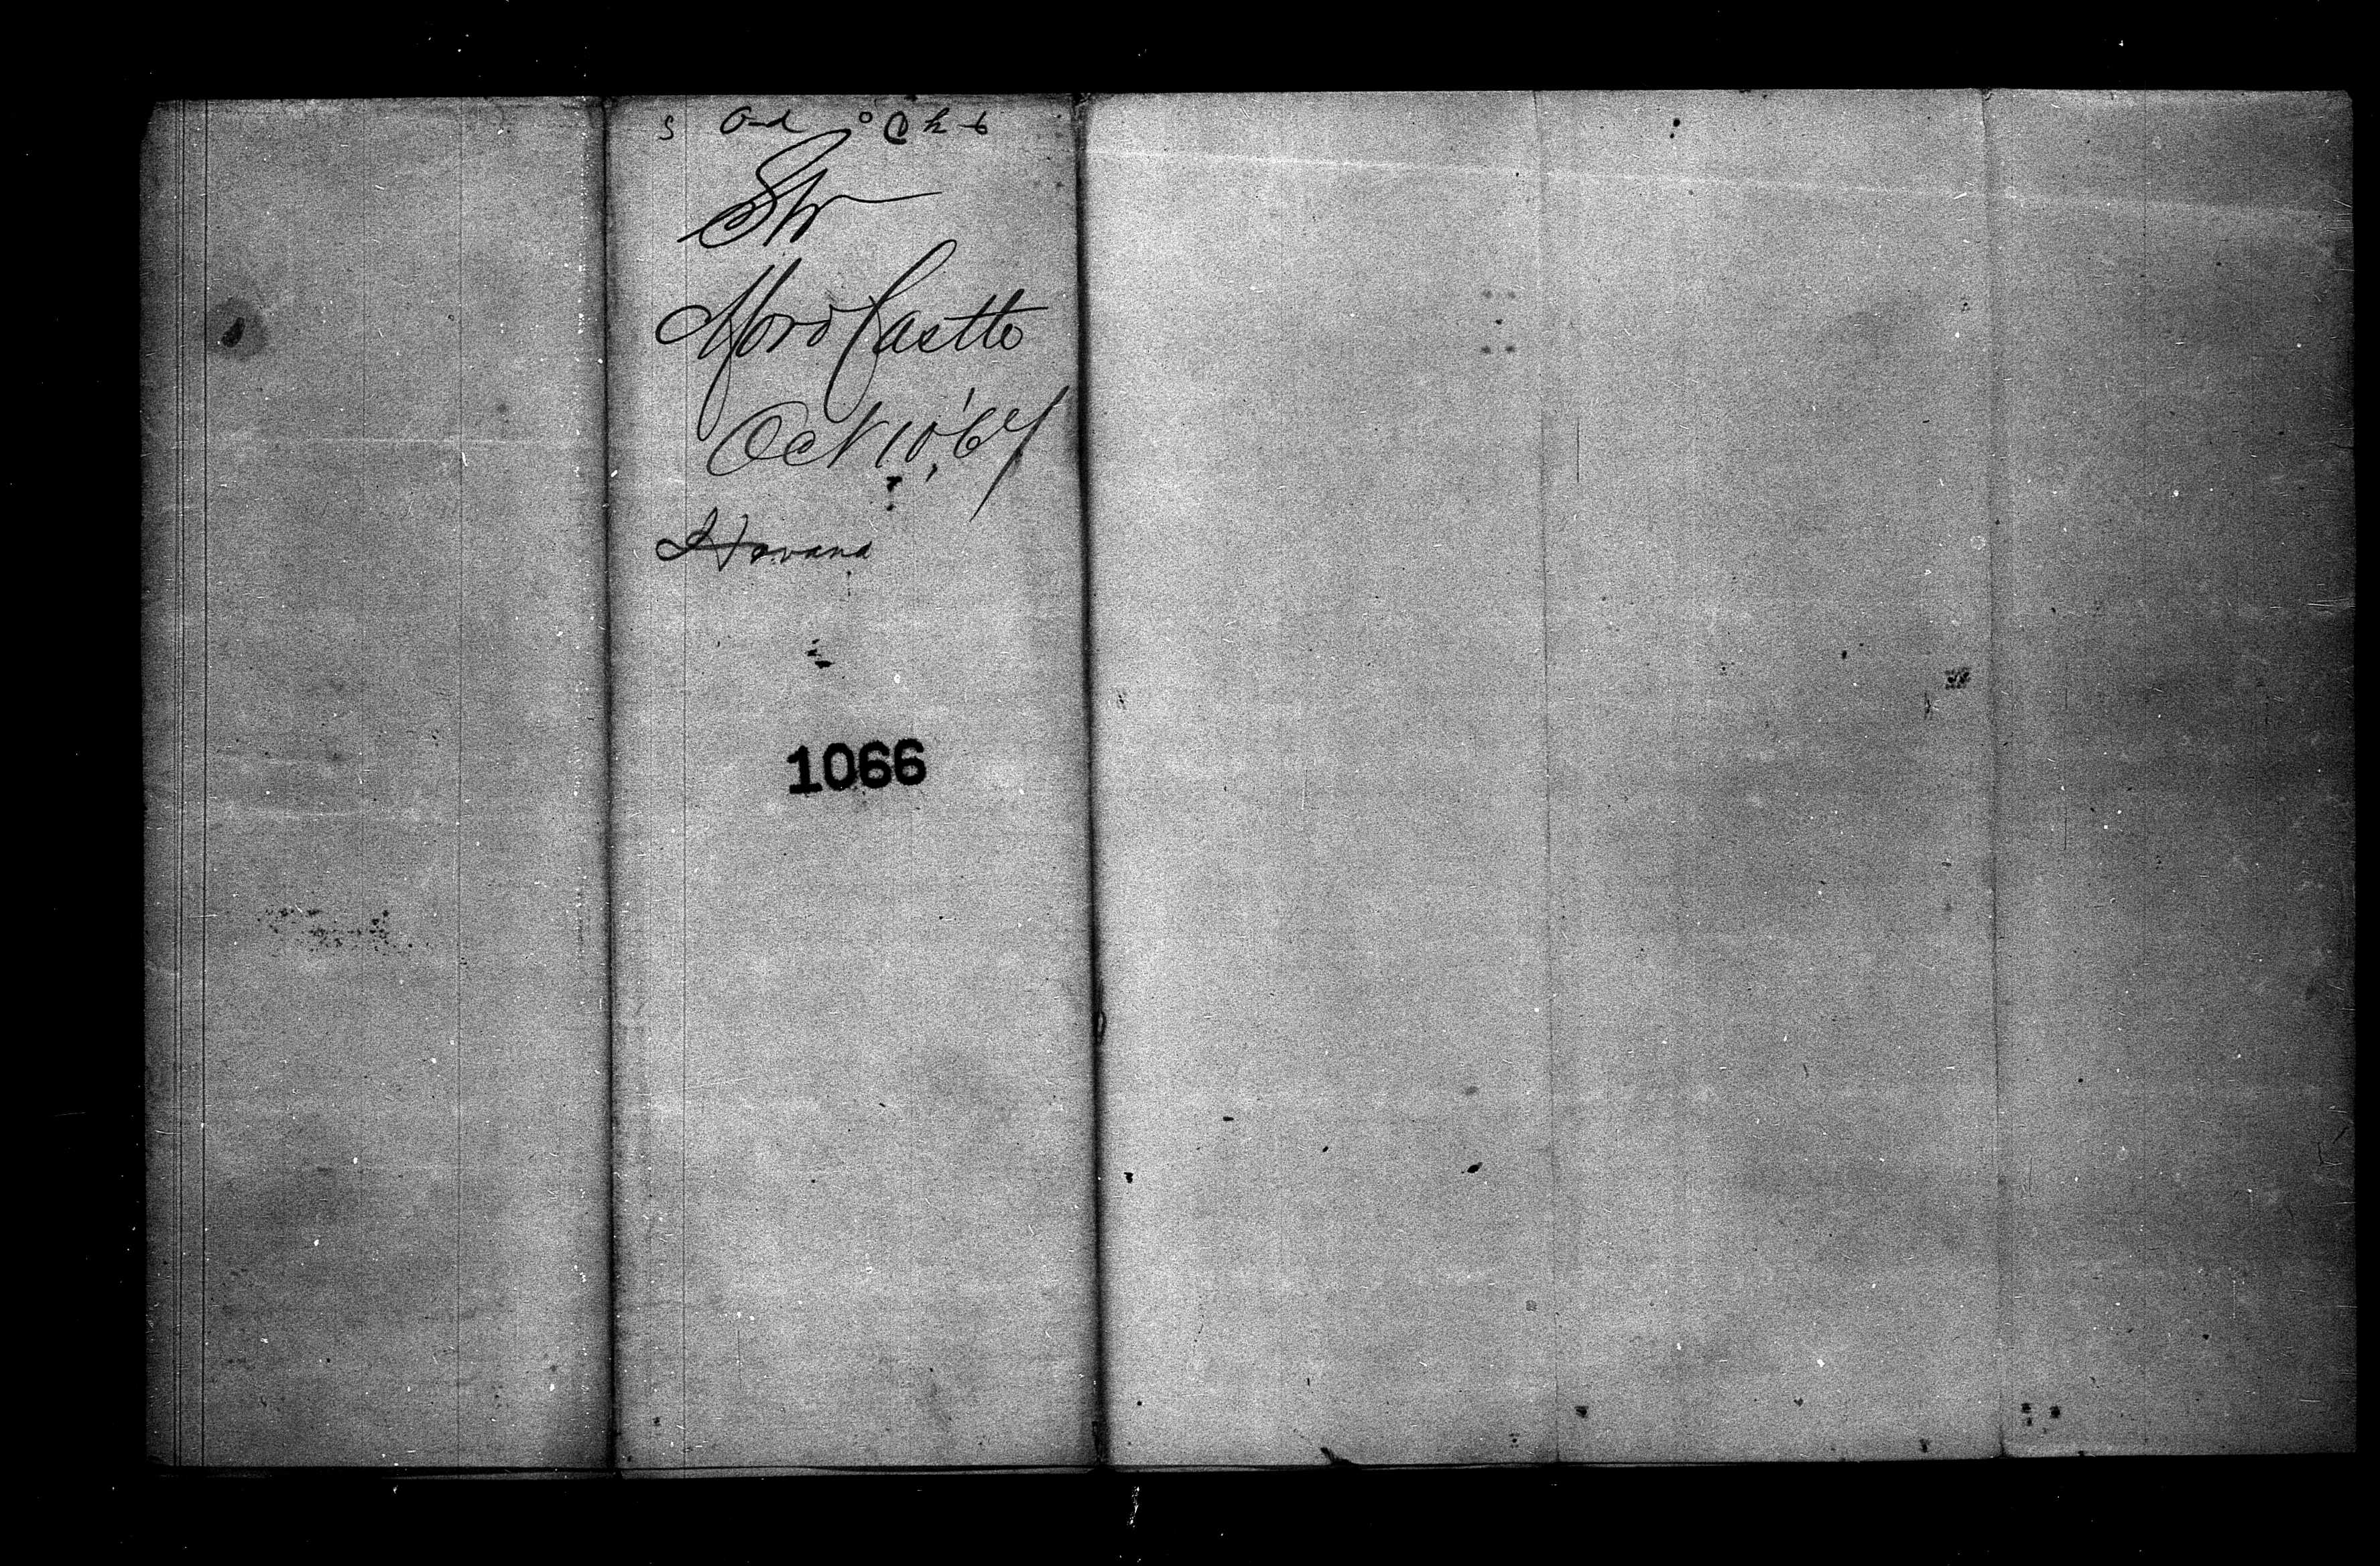 Str
Moro Castle
Oct 10, '67
Havana
1066